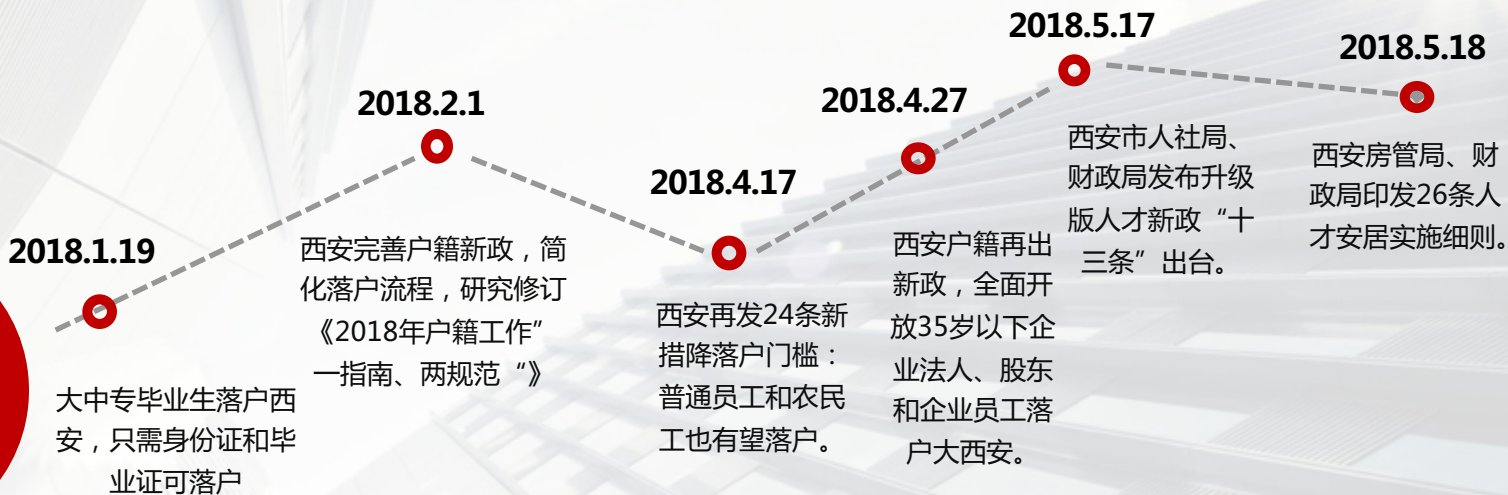 2018.1.19
大中专毕业生落户西
安，只需身份证和毕
业证可落户
2018.2.1
西安完善户籍新政，简
化落户流程，研究修订
《2018年户籍工作”
一指南、两规范“》
2018.4.17
西安再发24条新
措降落户门槛：
普通员工和农民
工也有望落户。
2018.4.27
西安户籍再出
新政，全面开
放35岁以下企
业法人、股东
和企业员工落
户大西安。
2018.5.17
西安市人社局、
财政局发布升级
版人才新政“十
三条”出台。
2018.5.18
西安房管局、财
政局印发26条人
才安居实施细则。